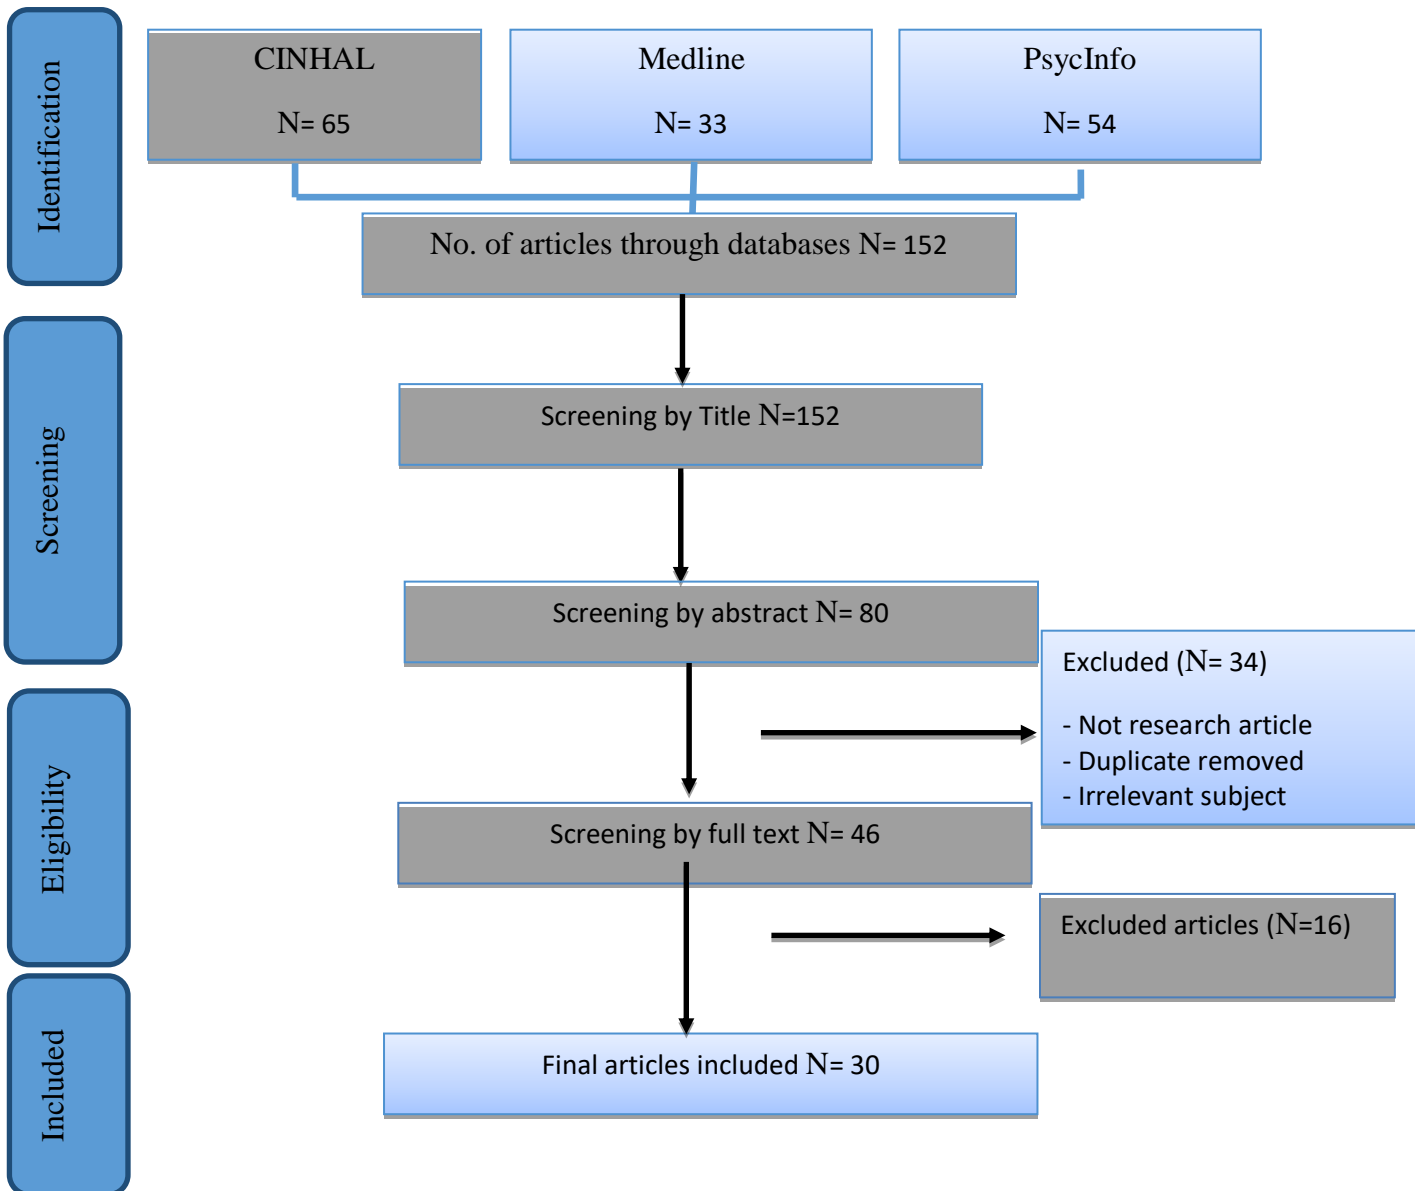 Identification
CINHAL
N= 65
Medline
N= 33
PsycInfo
N= 54
No. of articles through databases N= 152
Screening
Screening by Title N=152
Screening by abstract N= 80
Excluded (N= 34)
- Not research article
- Duplicate removed
- Irrelevant subject
Eligibility
Screening by full text N= 46
Excluded articles (N=16)
Included
Final articles included N= 30